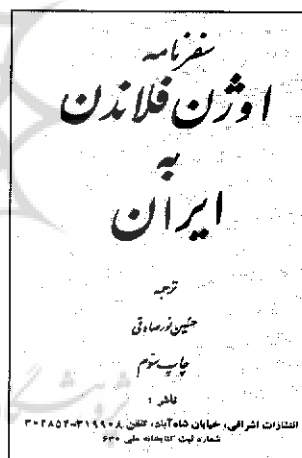 سفرنامه
اوژن فلاندن
به
ایران
ترجمه
حسین نورصادقی
چاپ سوم
ناشر :
انتشارات اشراقی، خیابان شاه‌آباد، تلفن ۳۱۹۹۰۸-۳۰۲۸۵۲
شماره ثبت کتابخانه ملی ۶۳۰